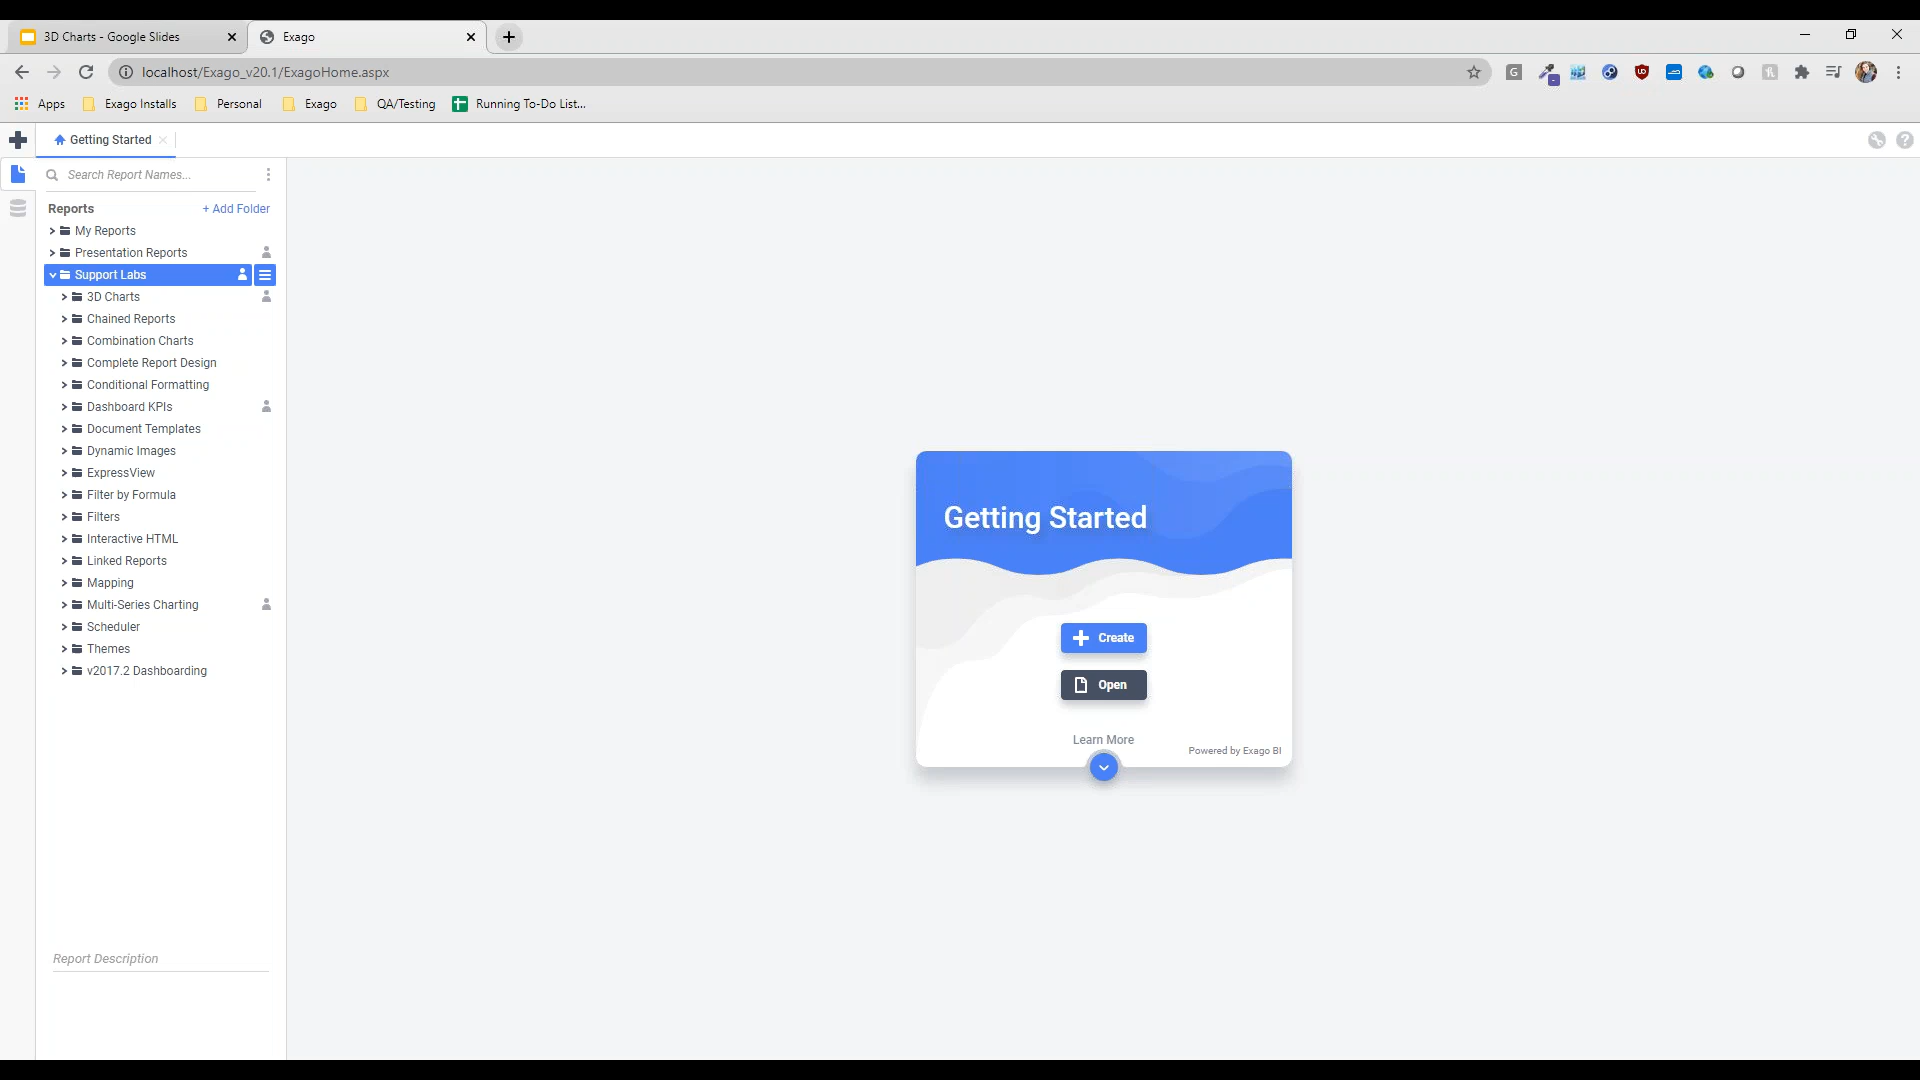 3D Charts - Google Slides
Exago
localhost/Exago_v20.1/ExagoHome.aspx
Apps
Exago Installs
Personal
Exago
QA/Testing
Running To-Do List...
Getting Started
Search Report Names...
Reports
+ Add Folder
My Reports
Presentation Reports
Support Labs
3D Charts
Chained Reports
Combination Charts
Complete Report Design
Conditional Formatting
Dashboard KPIs
Document Templates
Dynamic Images
ExpressView
Filter by Formula
Filters
Interactive HTML
Linked Reports
Mapping
Multi-Series Charting
Scheduler
Themes
v2017.2 Dashboarding
Report Description
Getting Started
Create
Open
Learn More
Powered by Exago BI